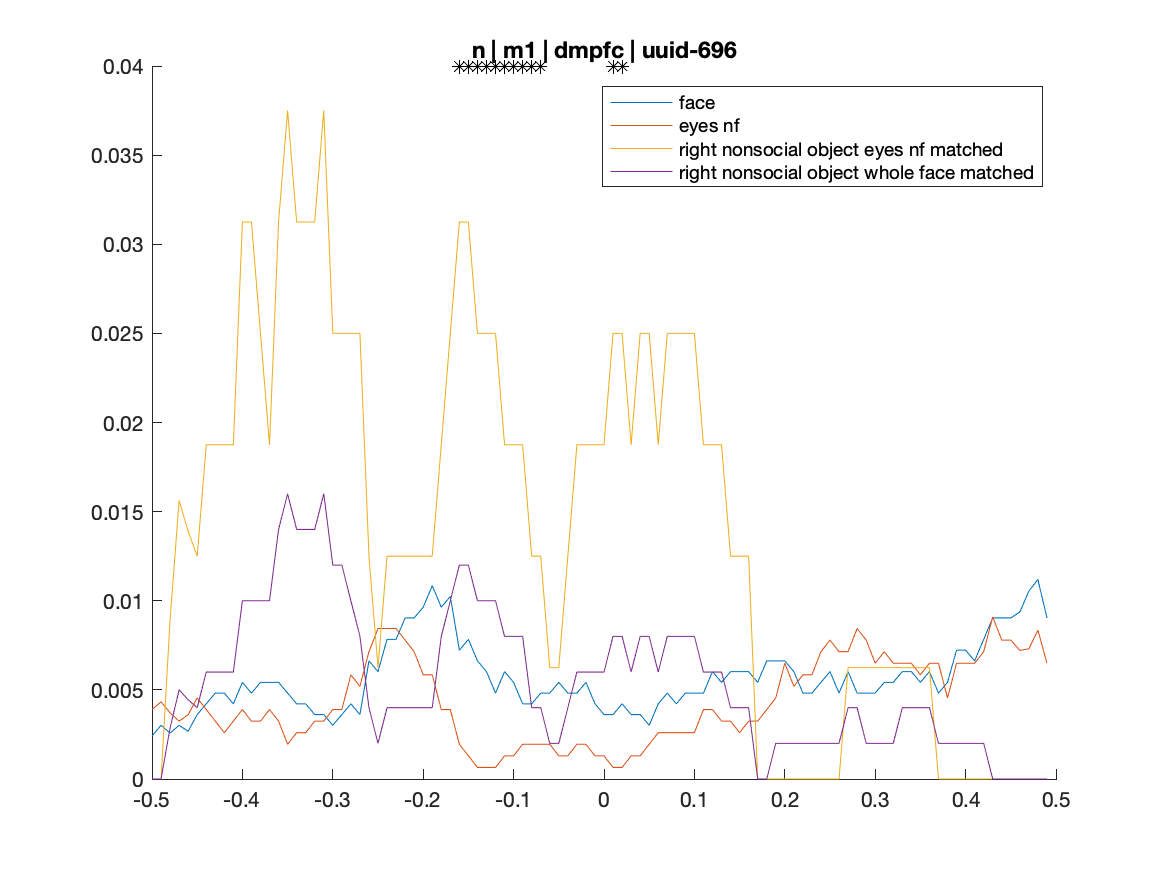 n | m1 | dmpfc | uuid-696
face
eyes nf
right nonsocial object eyes nf matched
right nonsocial object whole face matched
0.04
0.035
0.03
0.025
0.02
0.015
0.01
0.005
0
-0.5 -0.4 -0.3 -0.2 -0.1 0 0.1 0.2 0.3 0.4 0.5